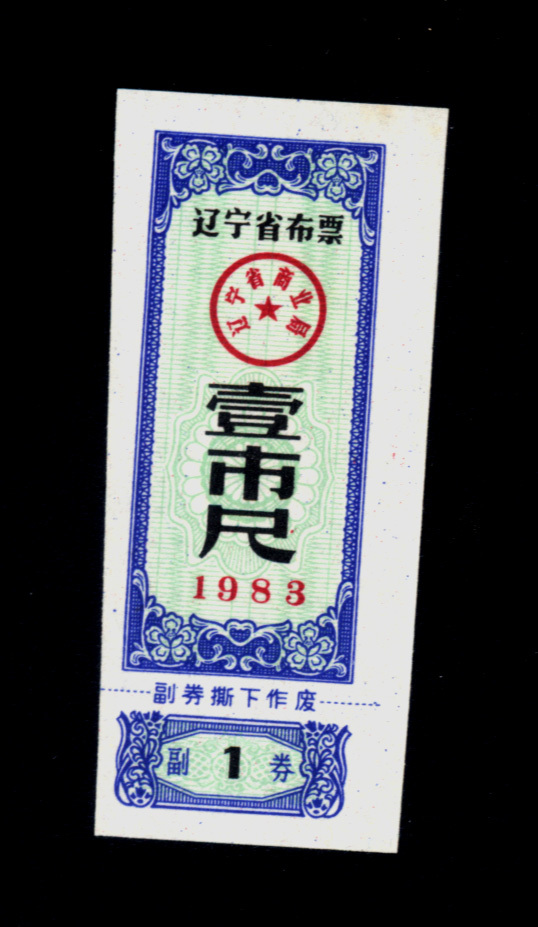 辽宁省布票
辽宁省商业局
壹市尺
1983
副券撕下作废
副 1 券